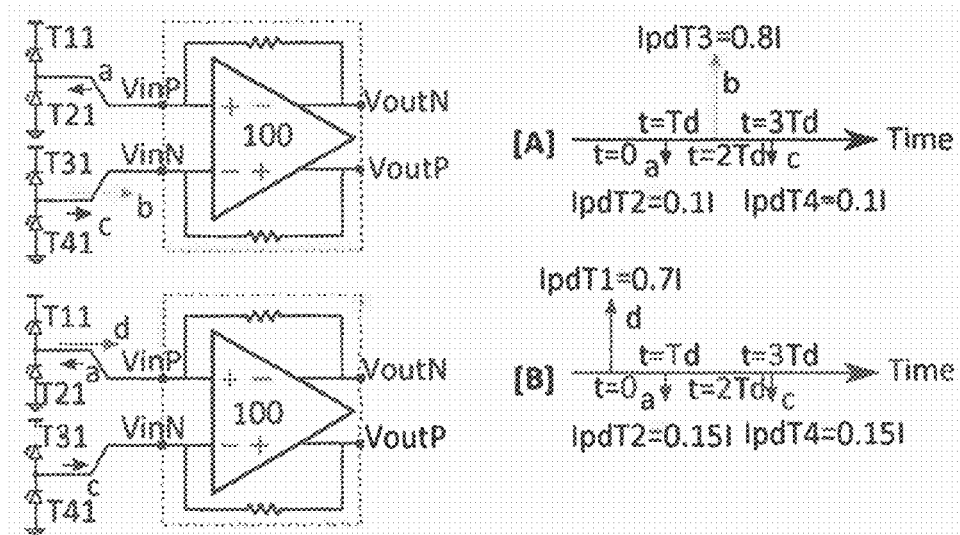 T11
a
VinP
T21
T31
VinN
b
c
T41
+ −
100
− +
VoutN
VoutP
[A]
IpdT3=0.8I
b
t=Td
t=3Td
Time
t=0
a
t=2Td
c
IpdT2=0.1I
IpdT4=0.1I
T11
d
VinP
a
T21
T31
VinN
c
T41
+ −
100
− +
VoutN
VoutP
[B]
IpdT1=0.7I
d
t=Td
t=3Td
Time
t=0
a
t=2Td
c
IpdT2=0.15I
IpdT4=0.15I